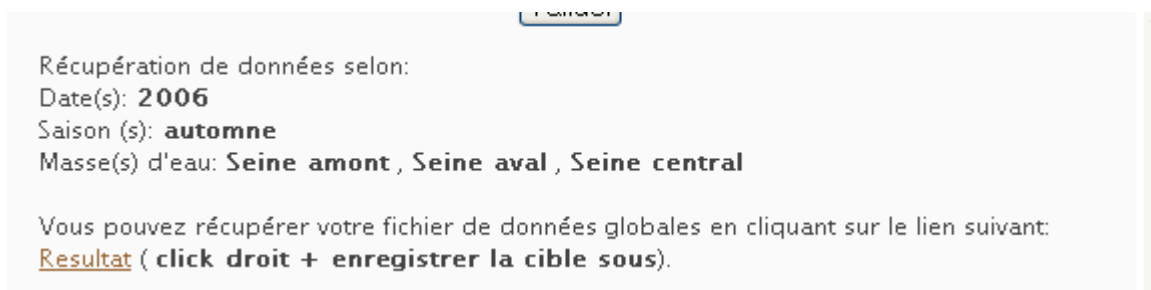 Récupération de données selon:
Date(s): 2006
Saison (s): automne
Masse(s) d'eau: Seine amont , Seine aval , Seine central
Vous pouvez récupérer votre fichier de données globales en cliquant sur le lien suivant:
Resultat ( click droit + enregistrer la cible sous).